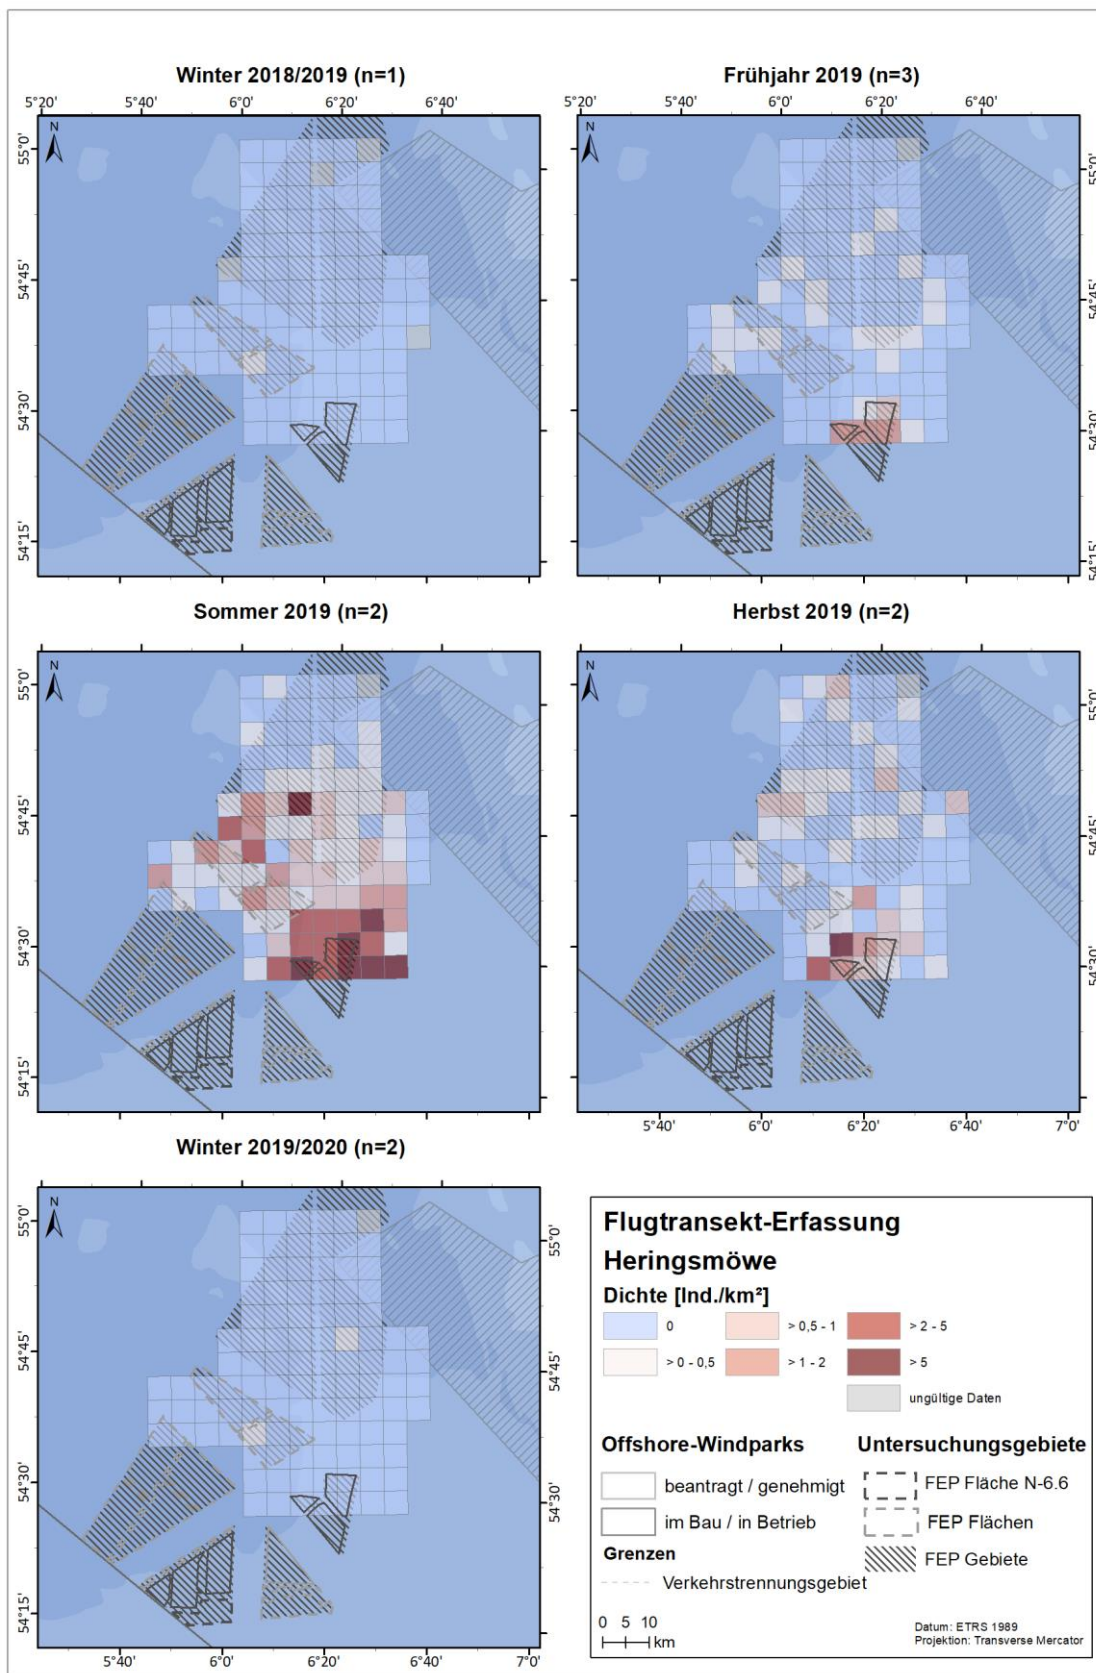 Winter 2018/2019 (n=1)
5°20' 5°40' 6°0' 6°20' 6°40'
N
55°0'
54°45'
54°30'
54°15'
Frühjahr 2019 (n=3)
5°20' 5°40' 6°0' 6°20' 6°40'
N
55°0'
54°45'
54°30'
54°15'
Sommer 2019 (n=2)
N
55°0'
54°45'
54°30'
54°15'
Herbst 2019 (n=2)
N
55°0'
54°45'
54°30'
54°15'
5°40' 6°0' 6°20' 6°40' 7°0'
Winter 2019/2020 (n=2)
N
55°0'
54°45'
54°30'
54°15'
55°0'
54°45'
54°30'
5°40' 6°0' 6°20' 6°40' 7°0'
Flugtransekt-Erfassung
Heringsmöwe
Dichte [Ind./km²]
0 > 0,5 - 1 > 2 - 5
> 0 - 0,5 > 1 - 2 > 5
ungültige Daten
Offshore-Windparks
beantragt / genehmigt
im Bau / in Betrieb
Grenzen
Verkehrstrennungsgebiet
Untersuchungsgebiete
FEP Fläche N-6.6
FEP Flächen
FEP Gebiete
0 5 10
km
Datum: ETRS 1989
Projektion: Transverse Mercator